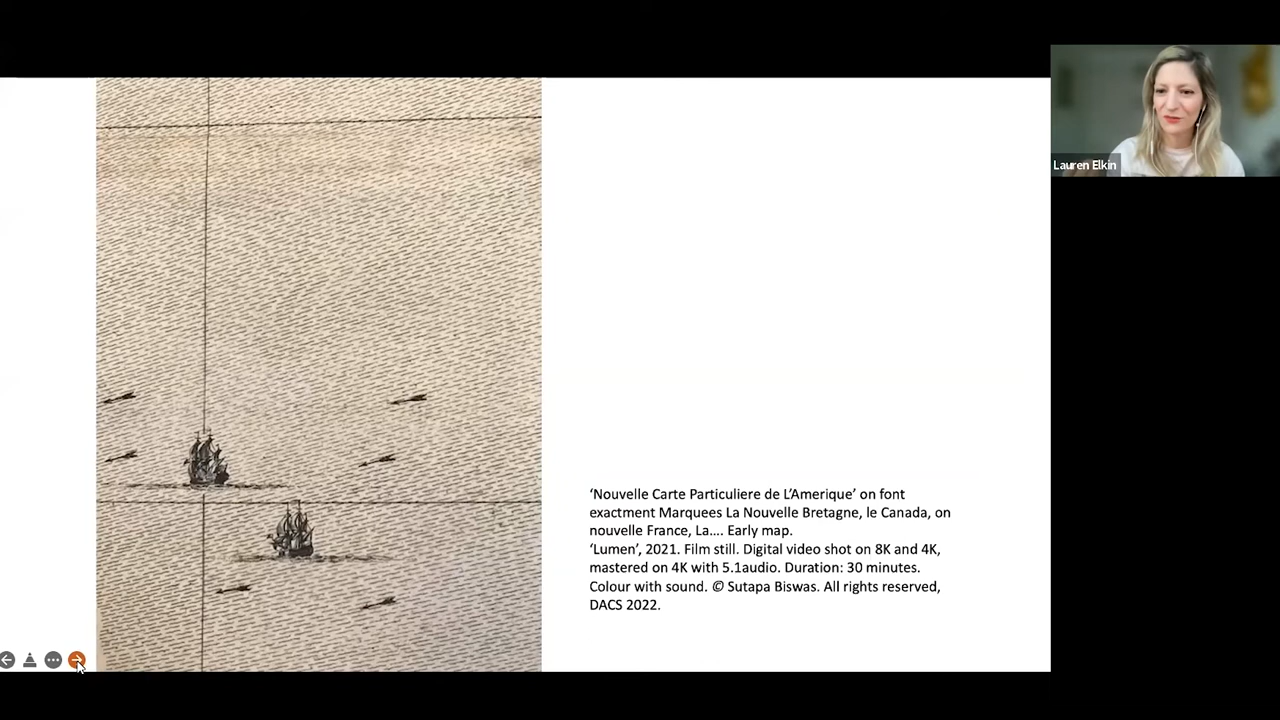 Lauren Elkin
‘Nouvelle Carte Particuliere de L’Amerique’ on font
exactment Marquees La Nouvelle Bretagne, le Canada, on
nouvelle France, La…. Early map.
‘Lumen’, 2021. Film still. Digital video shot on 8K and 4K,
mastered on 4K with 5.1audio. Duration: 30 minutes.
Colour with sound. © Sutapa Biswas. All rights reserved,
DACS 2022.